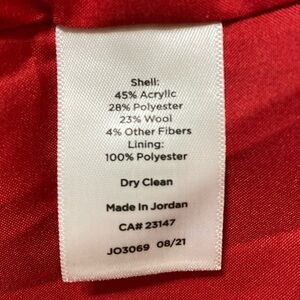 Shell:
45% Acrylic
28% Polyester
23% Wool
4% Other Fibers
Lining:
100% Polyester
Dry Clean
Made In Jordan
CA# 23147
JO3069 08/21